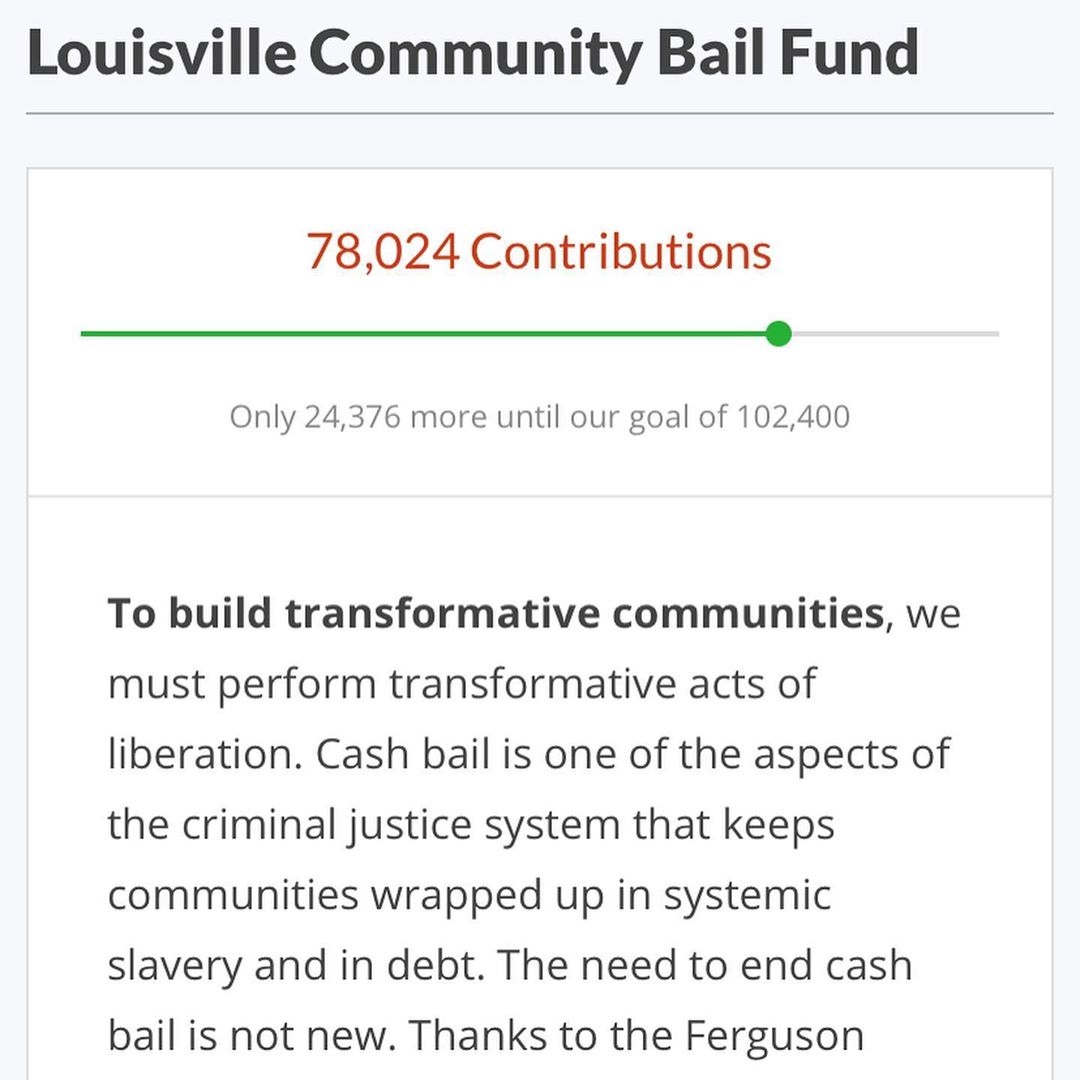 Louisville Community Bail Fund
78,024 Contributions
Only 24,376 more until our goal of 102,400
To build transformative communities, we
must perform transformative acts of
liberation. Cash bail is one of the aspects of
the criminal justice system that keeps
communities wrapped up in systemic
slavery and in debt. The need to end cash
bail is not new. Thanks to the Ferguson